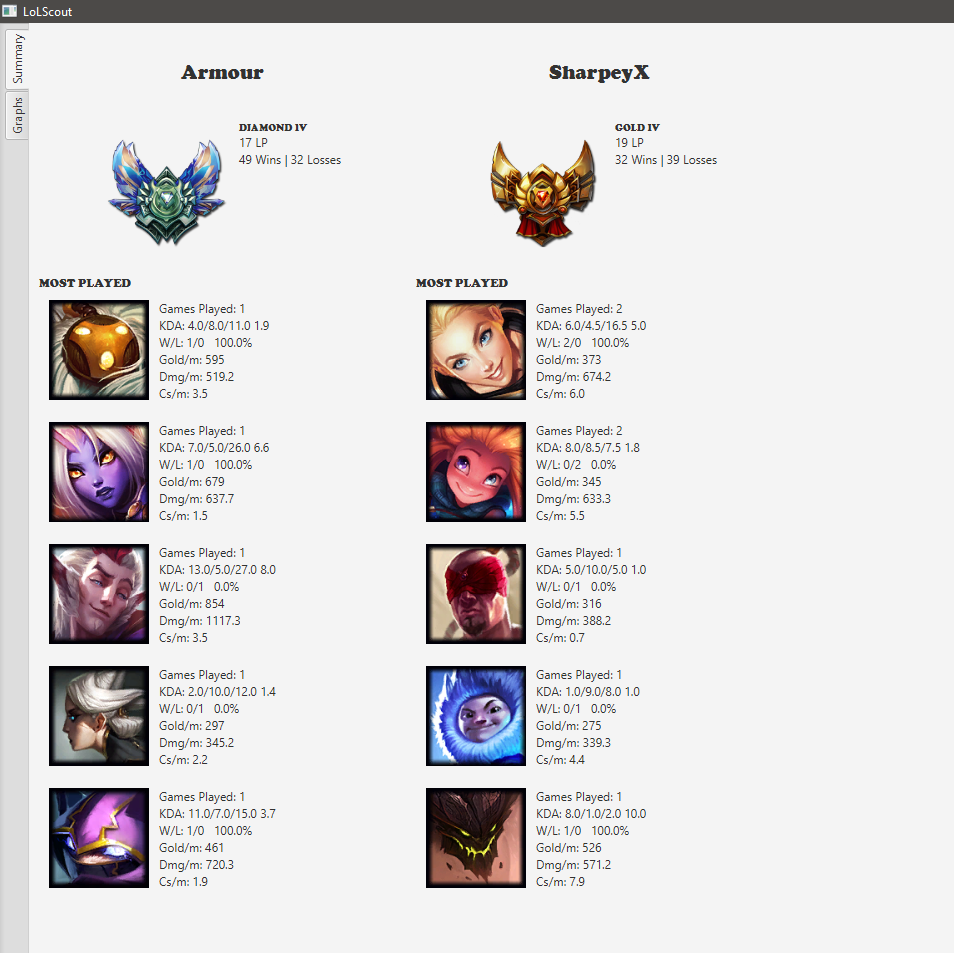 LoLScout
Summary
Graphs
Armour
DIAMOND IV
17 LP
49 Wins | 32 Losses
MOST PLAYED
Games Played: 1
KDA: 4.0/8.0/11.0 1.9
W/L: 1/0 100.0%
Gold/m: 595
Dmg/m: 519.2
Cs/m: 3.5
Games Played: 1
KDA: 7.0/5.0/26.0 6.6
W/L: 1/0 100.0%
Gold/m: 679
Dmg/m: 637.7
Cs/m: 1.5
Games Played: 1
KDA: 13.0/5.0/27.0 8.0
W/L: 0/1 0.0%
Gold/m: 854
Dmg/m: 1117.3
Cs/m: 3.5
Games Played: 1
KDA: 2.0/10.0/12.0 1.4
W/L: 0/1 0.0%
Gold/m: 297
Dmg/m: 345.2
Cs/m: 2.2
Games Played: 1
KDA: 11.0/7.0/15.0 3.7
W/L: 1/0 100.0%
Gold/m: 461
Dmg/m: 720.3
Cs/m: 1.9
SharpeyX
GOLD IV
19 LP
32 Wins | 39 Losses
MOST PLAYED
Games Played: 2
KDA: 6.0/4.5/16.5 5.0
W/L: 2/0 100.0%
Gold/m: 373
Dmg/m: 674.2
Cs/m: 6.0
Games Played: 2
KDA: 8.0/8.5/7.5 1.8
W/L: 0/2 0.0%
Gold/m: 345
Dmg/m: 633.3
Cs/m: 5.5
Games Played: 1
KDA: 5.0/10.0/5.0 1.0
W/L: 0/1 0.0%
Gold/m: 316
Dmg/m: 388.2
Cs/m: 0.7
Games Played: 1
KDA: 1.0/9.0/8.0 1.0
W/L: 0/1 0.0%
Gold/m: 275
Dmg/m: 339.3
Cs/m: 4.4
Games Played: 1
KDA: 8.0/1.0/2.0 10.0
W/L: 1/0 100.0%
Gold/m: 526
Dmg/m: 571.2
Cs/m: 7.9